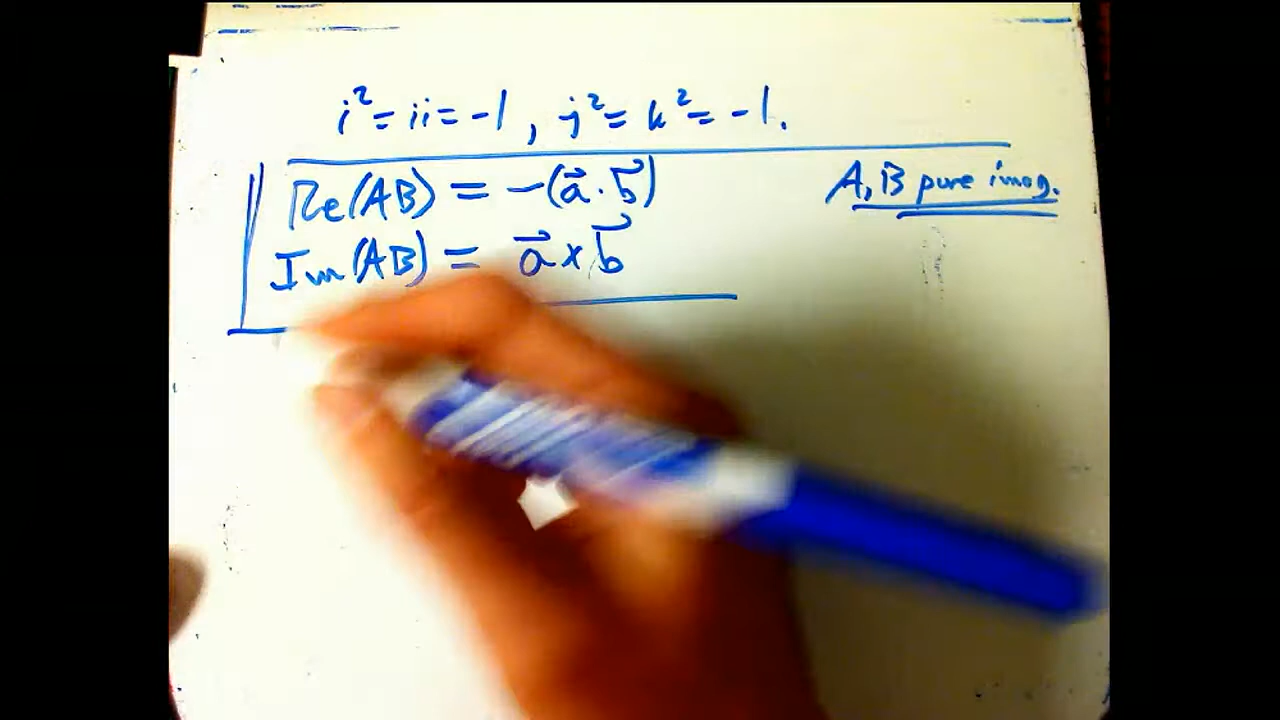 i² = ii = -1, j² = k² = -1.
Re(AB) = -(a⃗ · b⃗)
A, B pure imag.
Im(AB) = a⃗ × b⃗